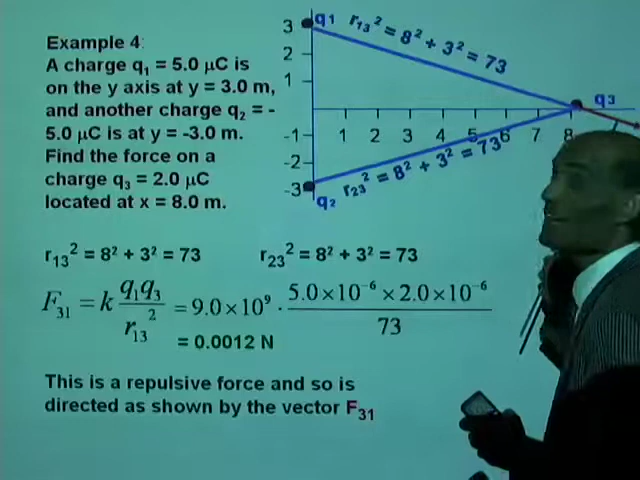 Example 4:
A charge q₁ = 5.0 μC is
on the y axis at y = 3.0 m,
and another charge q₂ = -
5.0 μC is at y = -3.0 m.
Find the force on a
charge q₃ = 2.0 μC
located at x = 8.0 m.
3
2
1
-1
-2
-3
1 2 3 4 5 6 7 8
q1
r₁₃² = 8² + 3² = 73
q₃
r₂₃² = 8² + 3² = 73
q₂
r₁₃² = 8² + 3² = 73
r₂₃² = 8² + 3² = 73
F₃₁ = k q₁q₃ / r₁₃² = 9.0 × 10⁹ · 5.0 × 10⁻⁶ × 2.0 × 10⁻⁶ / 73
= 0.0012 N
This is a repulsive force and so is
directed as shown by the vector F₃₁